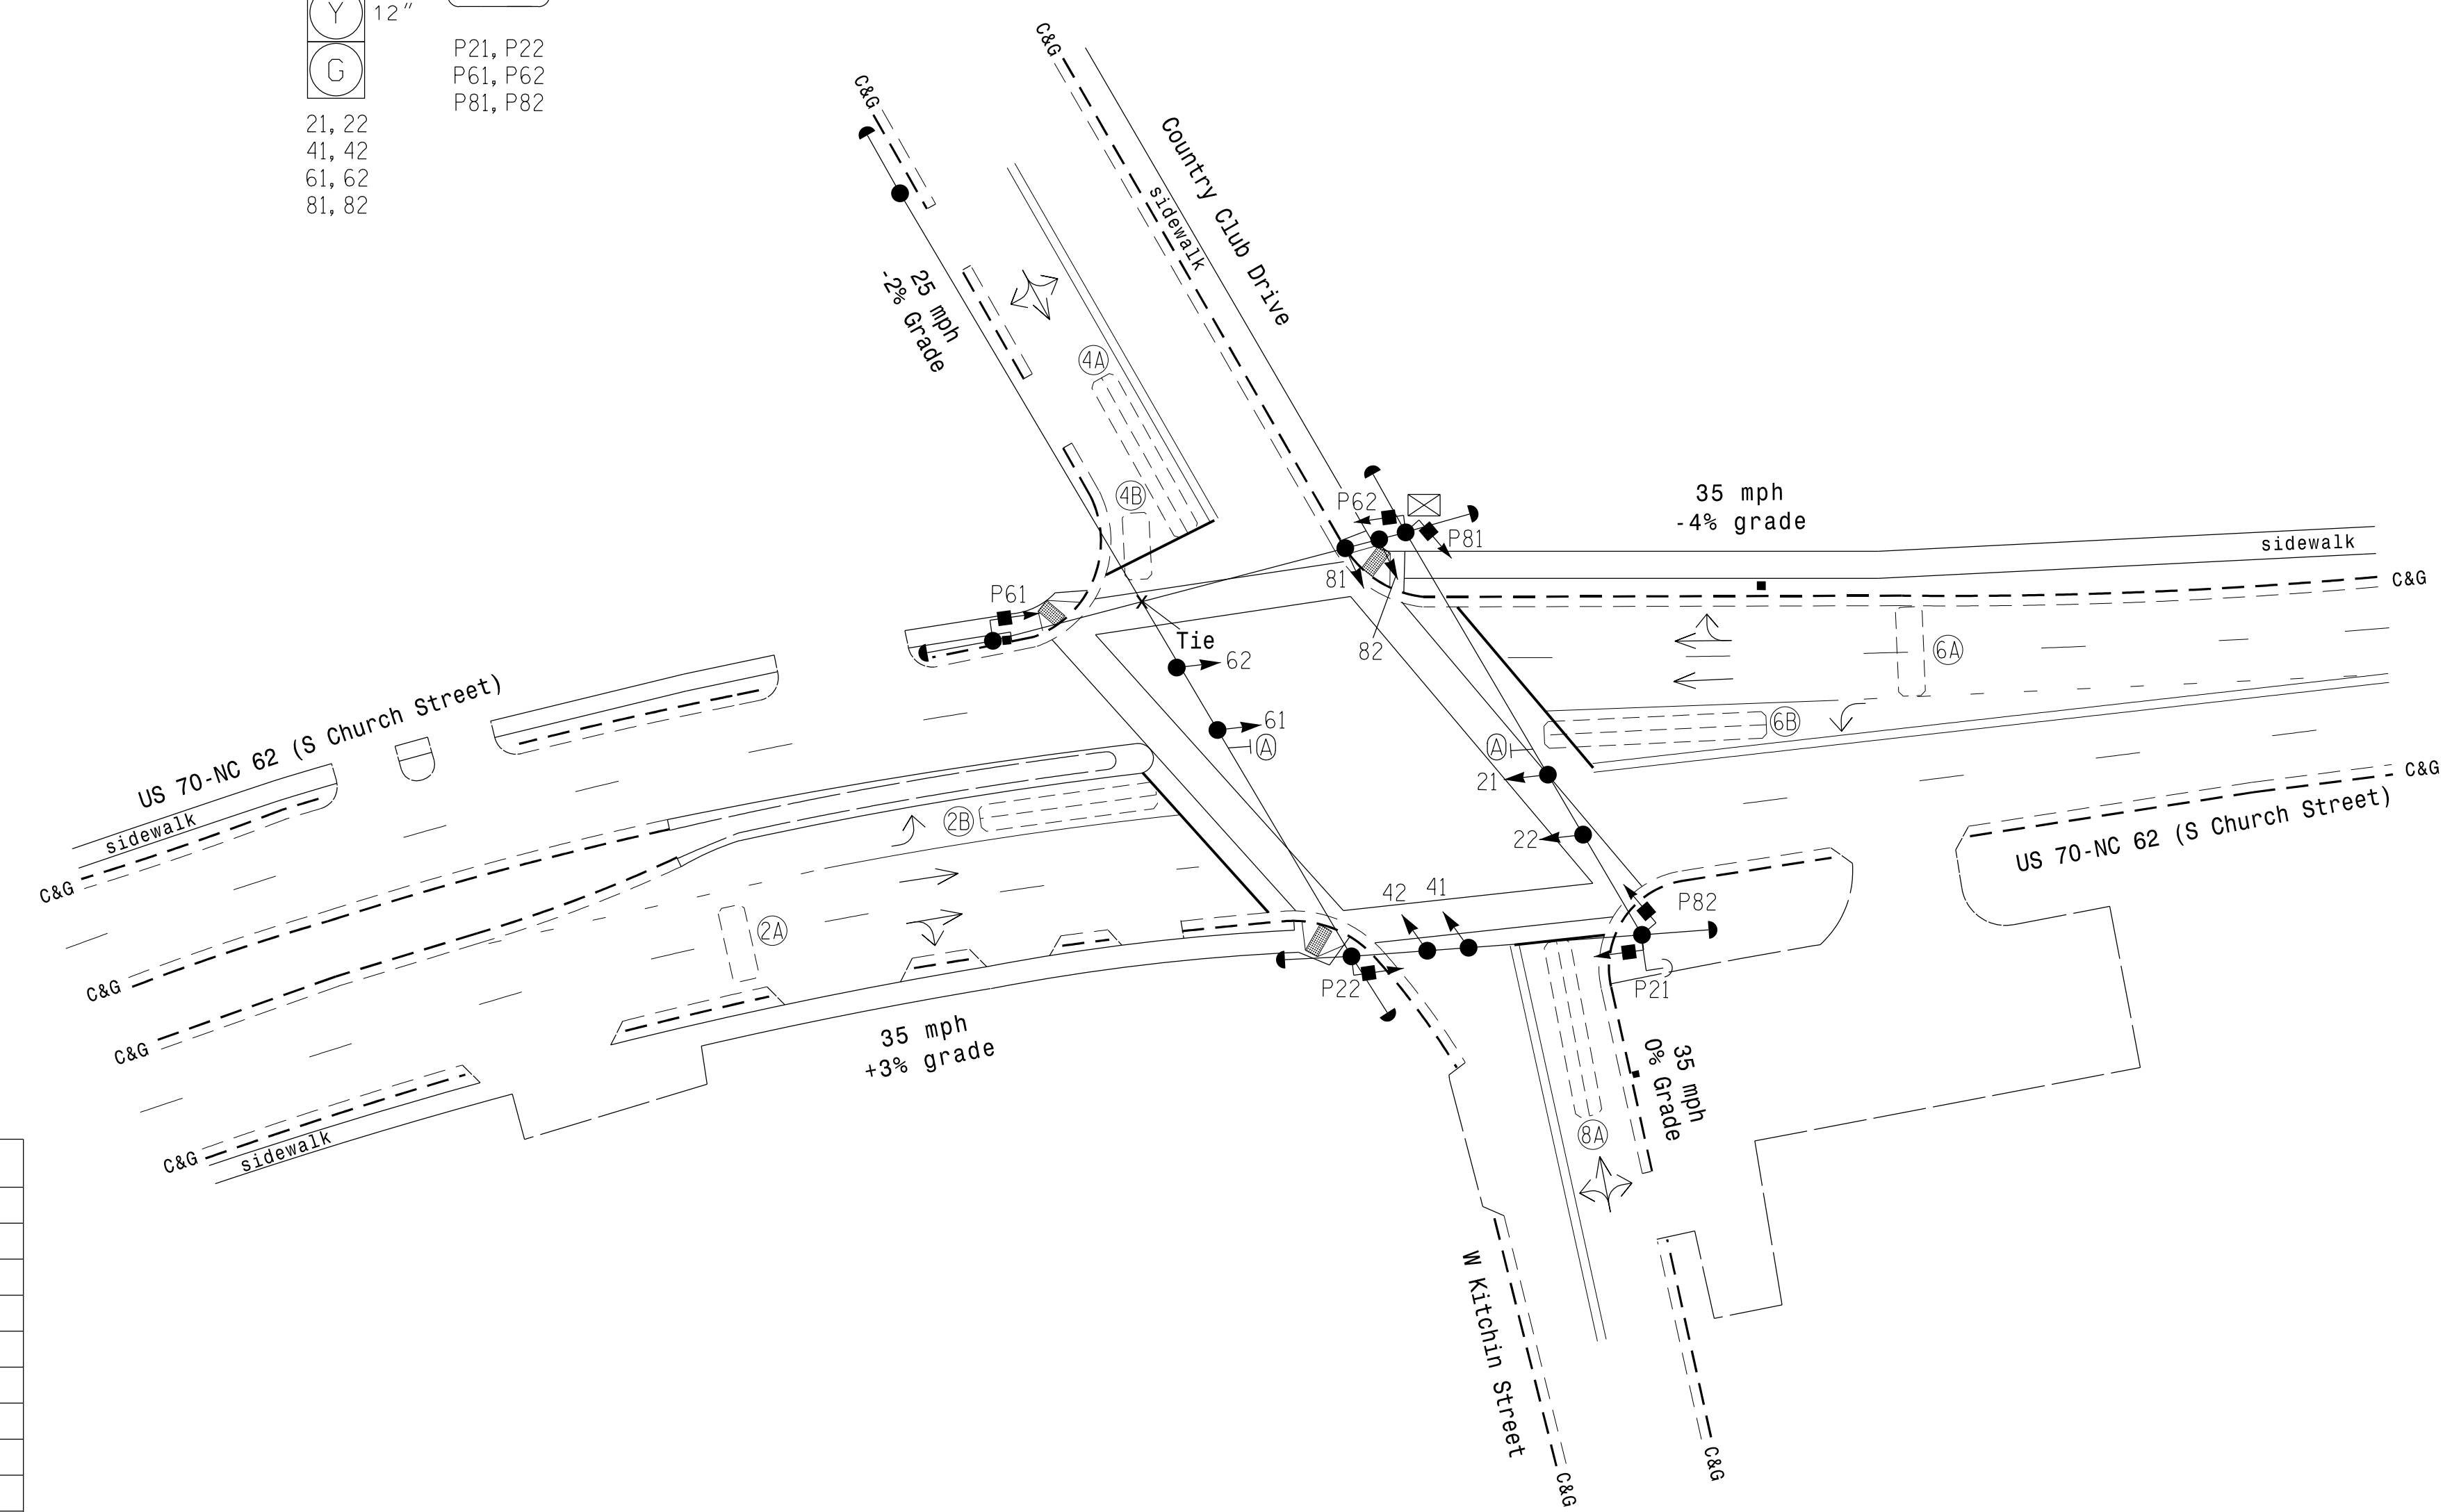 Y 12"
G
21, 22
41, 42
61, 62
81, 82
P21, P22
P61, P62
P81, P82
C&G
C&G
Country Club Drive
sidewalk
25 mph
-2% Grade
4A
4B
P62
P81
81
82
35 mph
-4% grade
sidewalk
C&G
P61
Tie
62
61
A
6A
6B
A
21
22
C&G
US 70-NC 62 (S Church Street)
US 70-NC 62 (S Church Street)
sidewalk
C&G
2B
2A
42
41
P82
P22
P21
C&G
C&G
35 mph
+3% grade
35 mph
0% Grade
8A
C&G
sidewalk
W Kitchin Street
C&G
C&G